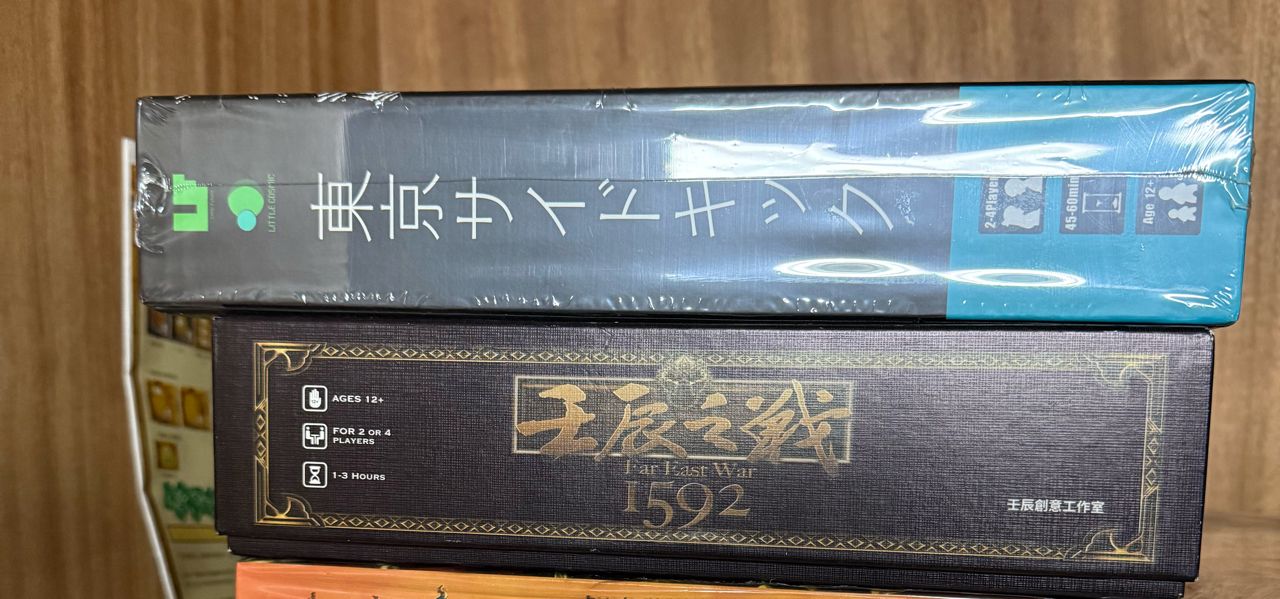 LITTLE COSMIC
東京サイドキック
2-4Player
45-60min
Age 12+
AGES 12+
FOR 2 OR 4
PLAYERS
1-3 HOURS
壬辰之戰
Far East War
1592
壬辰創意工作室